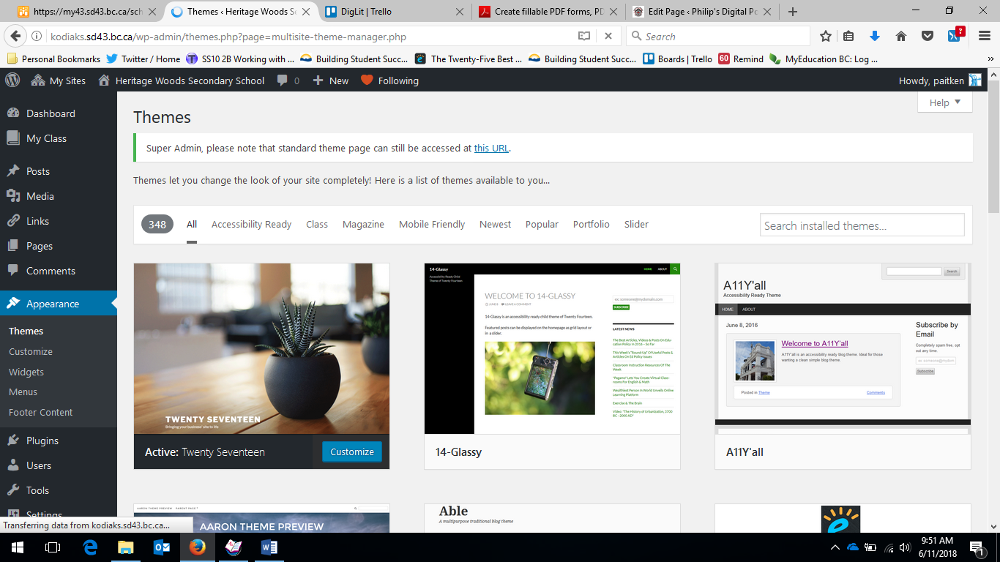 https://my43.sd43.bc.ca/sch
Themes ‹ Heritage Woods Se
DigLit | Trello
Create fillable PDF forms, PD
Edit Page ‹ Philip's Digital Po
kodiaks.sd43.bc.ca/wp-admin/themes.php?page=multisite-theme-manager.php
Search
Personal Bookmarks
Twitter / Home
SS10 2B Working with ...
Building Student Succ...
The Twenty-Five Best ...
Building Student Succ...
Boards | Trello
60 Remind
MyEducation BC: Log ...
My Sites
Heritage Woods Secondary School
0
New
Following
Howdy, paitken
Dashboard
My Class
Posts
Media
Links
Pages
Comments
Appearance
Themes
Customize
Widgets
Menus
Footer Content
Plugins
Users
Tools
Settings
Help
Themes
Super Admin, please note that standard theme page can still be accessed at this URL.
Themes let you change the look of your site completely! Here is a list of themes available to you...
348 All Accessibility Ready Class Magazine Mobile Friendly Newest Popular Portfolio Slider
Search installed themes...
TWENTY SEVENTEEN
Bringing your business' site to life
Active: Twenty Seventeen
Customize
14-Glassy
Accessibility Ready Child
Theme of Twenty Fourteen
HOME ABOUT
WELCOME TO 14-GLASSY
JUNE 8 LEAVE A COMMENT
14-Glassy is an accessibility ready child theme of Twenty Fourteen.
Featured posts can be displayed on the homepage as grid layout or
in a slider.
ex: someone@mydomain.com
SUBSCRIBE
LATEST NEWS
The Best Articles, Videos & Posts On Edu-
cation Policy in 2016 – So Far
This Week's "Round-Up" Of Useful Posts &
Articles On Ed Policy Issues
Classroom Instruction Resources Of The
Week
"Pagamo" Lets You Create Virtual Class-
rooms For English & Math
Wealthiest Person In World Unveils Online
Learning Platform
Exercise & The Brain
Video: "The History of Urbanization, 3700
BC - 2000 AD"
14-Glassy
Search
A11Y'all
Accessibility Ready Theme
HOME ABOUT
June 8, 2016
Welcome to A11Y'all
A11Y'all is an accessibility ready blog theme. Ideal for those
wanting a clean simple blog theme.
Posted in Theme
Comments
Subscribe by
Email
Completely spam free, opt
out any time.
ex: someone@mydom
Subscribe
A11Y'all
AARON THEME PREVIEW PARENT PAGE
AARON THEME PREVIEW
Able
A multipurpose traditional blog theme
Transferring data from kodiaks.sd43.bc.ca...
9:51 AM
6/11/2018
1